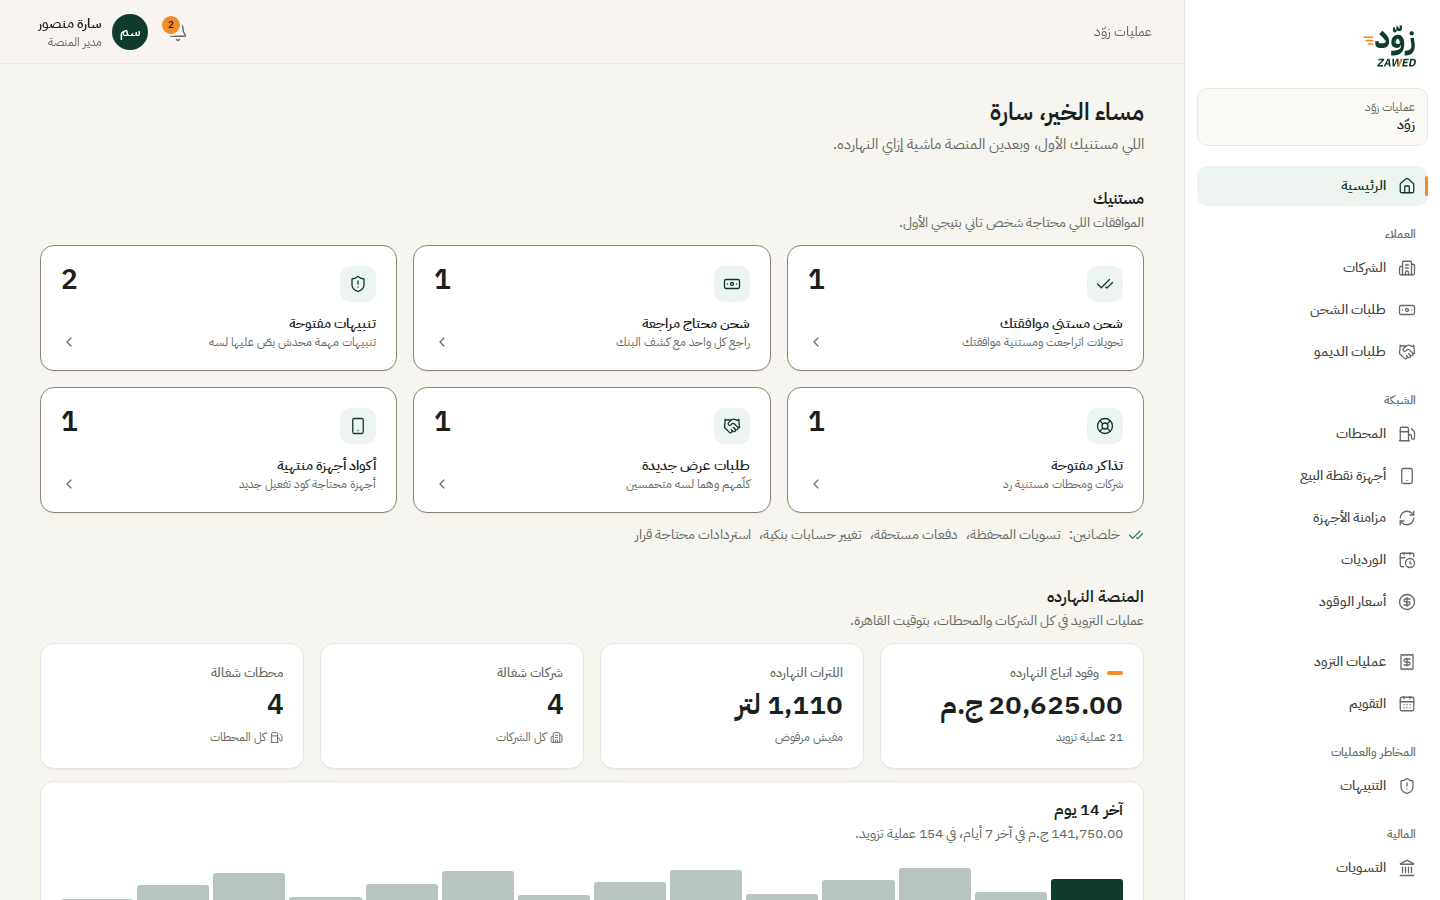 زوّد
ZAWED
عمليات زوّد
زوّد
الرئيسية
العملاء
الشركات
طلبات الشحن
طلبات الديمو
الشبكة
المحطات
أجهزة نقطة البيع
مزامنة الأجهزة
الورديات
أسعار الوقود
عمليات التزود
التقويم
المخاطر والعمليات
التنبيهات
المالية
التسويات
عمليات زوّد
2
سم
سارة منصور
مدير المنصة
مساء الخير، سارة
اللي مستنيك الأول، وبعدين المنصة ماشية إزاي النهارده.
مستنيك
الموافقات اللي محتاجة شخص تاني بتيجي الأول.
1
شحن مستني موافقتك
تحويلات اتراجعت ومستنية موافقتك
1
شحن محتاج مراجعة
راجع كل واحد مع كشف البنك
2
تنبيهات مفتوحة
تنبيهات مهمة محدش بصّ عليها لسه
1
تذاكر مفتوحة
شركات ومحطات مستنية رد
1
طلبات عرض جديدة
كلّمهم وهما لسه متحمسين
1
أكواد أجهزة منتهية
أجهزة محتاجة كود تفعيل جديد
خلصانين: تسويات المحفظة، دفعات مستحقة، تغيير حسابات بنكية، استردادات محتاجة قرار
المنصة النهارده
عمليات التزويد في كل الشركات والمحطات، بتوقيت القاهرة.
وقود اتباع النهارده
20,625.00 ج.م
21 عملية تزويد
اللترات النهارده
1,110 لتر
مفيش مرفوض
شركات شغالة
4
كل الشركات
محطات شغالة
4
كل المحطات
آخر 14 يوم
141,750.00 ج.م في آخر 7 أيام، في 154 عملية تزويد.